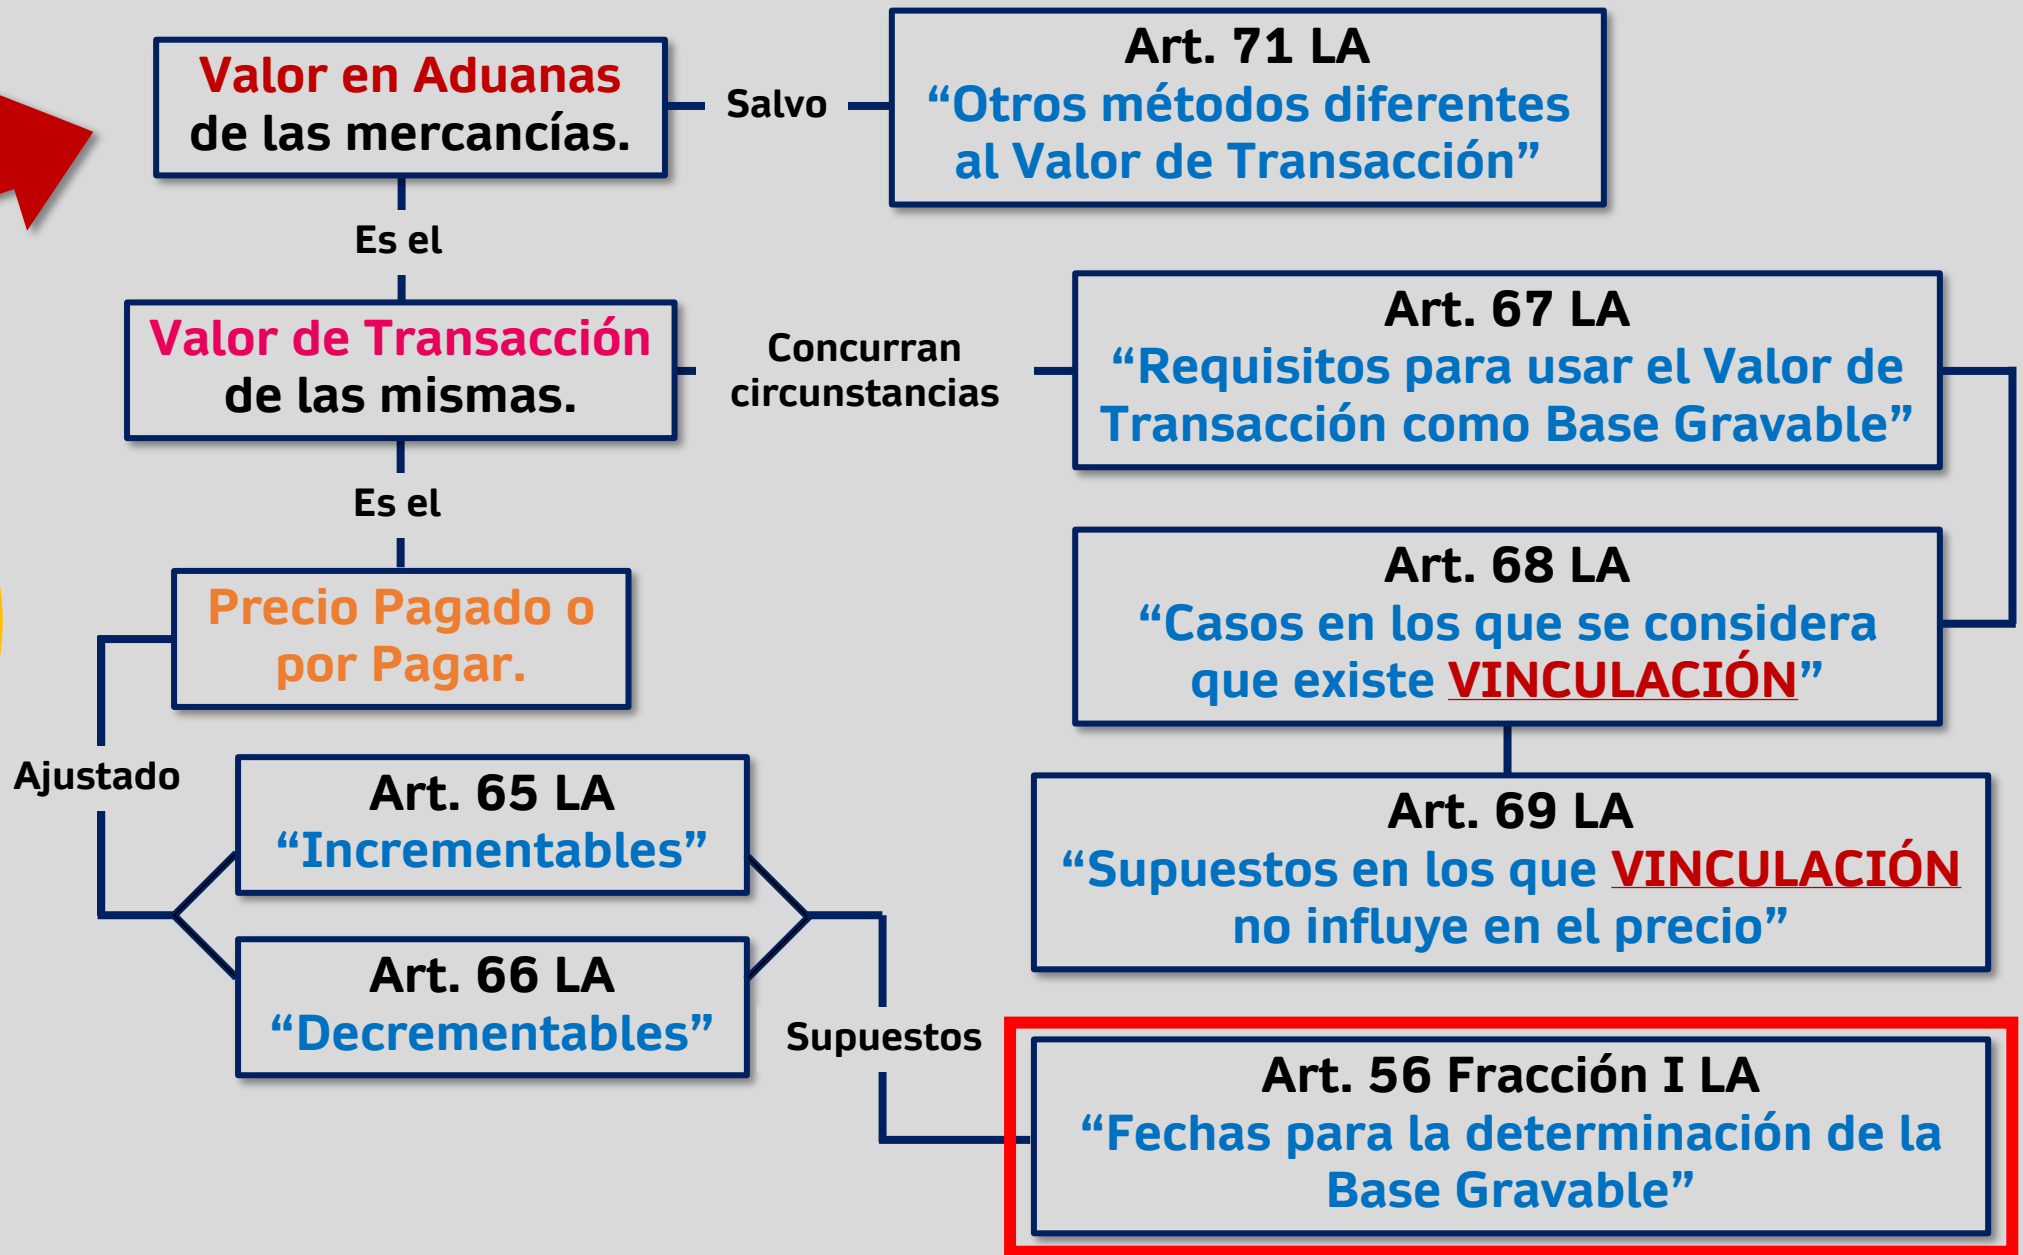 Valor en Aduanas
de las mercancías.
Salvo
Art. 71 LA
“Otros métodos diferentes
al Valor de Transacción”
Es el
Valor de Transacción
de las mismas.
Concurran
circunstancias
Art. 67 LA
“Requisitos para usar el Valor de
Transacción como Base Gravable”
Es el
Precio Pagado o
por Pagar.
Art. 68 LA
“Casos en los que se considera
que existe VINCULACIÓN”
Ajustado
Art. 65 LA
“Incrementables”
Art. 69 LA
“Supuestos en los que VINCULACIÓN
no influye en el precio”
Art. 66 LA
“Decrementables”
Supuestos
Art. 56 Fracción I LA
“Fechas para la determinación de la
Base Gravable”